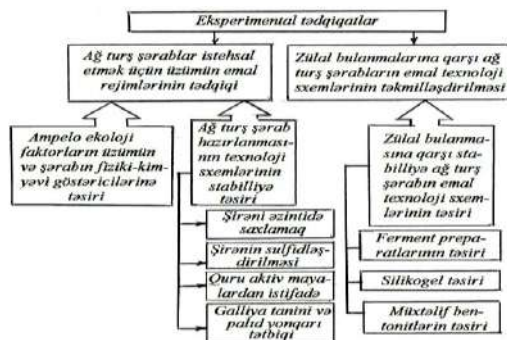 Eksperimental tədqiqatlar
Ağ turş şərablar istehsal
etmək üçün üzümün emal
rejimlərinin tədqiqi
Zülal bulanmalarına qarşı ağ
turş şərabların emal texnoloji
sxemlərinin təkmilləşdirilməsi
Ampelo ekoloji
faktorların üzümün
və şərabın fiziki-kim-
yəvi göstəricilərinə
təsiri
Ağ turş şərab
hazırlanması-
nın texnoloji
sxemlərinin
stabilliyə
təsiri
Şirəni əzintidə
saxlamaq
Şirənin sulfidləş-
dirilməsi
Quru aktiv maya-
lardan istifadə
Galliya tanini və
palıd yonqarı
tətbiqi
Zülal bulanma-
sına qarşı sta-
billiyə ağ turş
şərabın emal
texnoloji sxem-
lərinin təsiri
Ferment prepa-
ratlarının təsiri
Silikogel təsiri
Müxtəlif ben-
tonitlərin təsiri